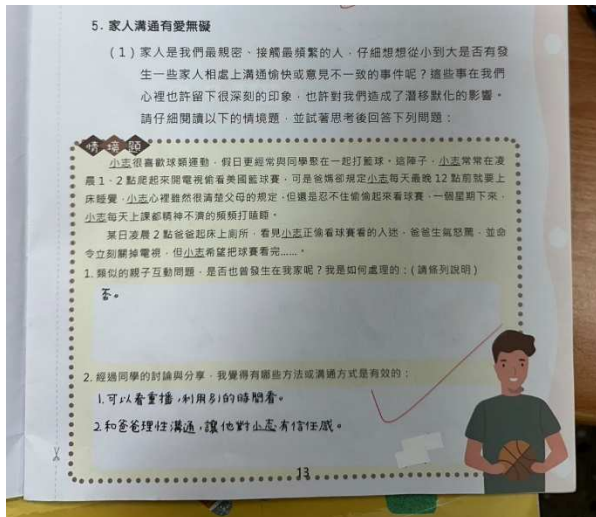 5. 家人溝通有愛無礙
(1)家人是我們最親密、接觸最頻繁的人,仔細想想從小到大是否有發
生一些家人相處上溝通愉快或意見不一致的事件呢?這些事在我們
心裡也許留下很深刻的印象,也許對我們造成了潛移默化的影響。
請仔細閱讀以下的情境題,並試著思考後回答下列問題:
情境題
小志很喜歡球類運動,假日更經常與同學聚在一起打籃球。這陣子,小志常常在凌
晨1、2點爬起來開電視偷看美國籃球賽,可是爸媽卻規定小志每天最晚12點前就要上
床睡覺,小志心裡雖然很清楚父母的規定,但還是忍不住偷偷起來看球賽,一個星期下來,
小志每天上課都精神不濟的頻頻打瞌睡。
某日凌晨2點爸爸起床上廁所,看見小志正偷看球賽看的入迷,爸爸生氣怒罵,並命
令立刻關掉電視,但小志希望把球賽看完……。
1. 類似的親子互動問題,是否也曾發生在我家呢?我是如何處理的:(請條列說明)
否。
2. 經過同學的討論與分享,我覺得有哪些方法或溝通方式是有效的:
1.可以看重播,利用別的時間看。
2.和爸爸理性溝通,讓他對小志有信任感。
13